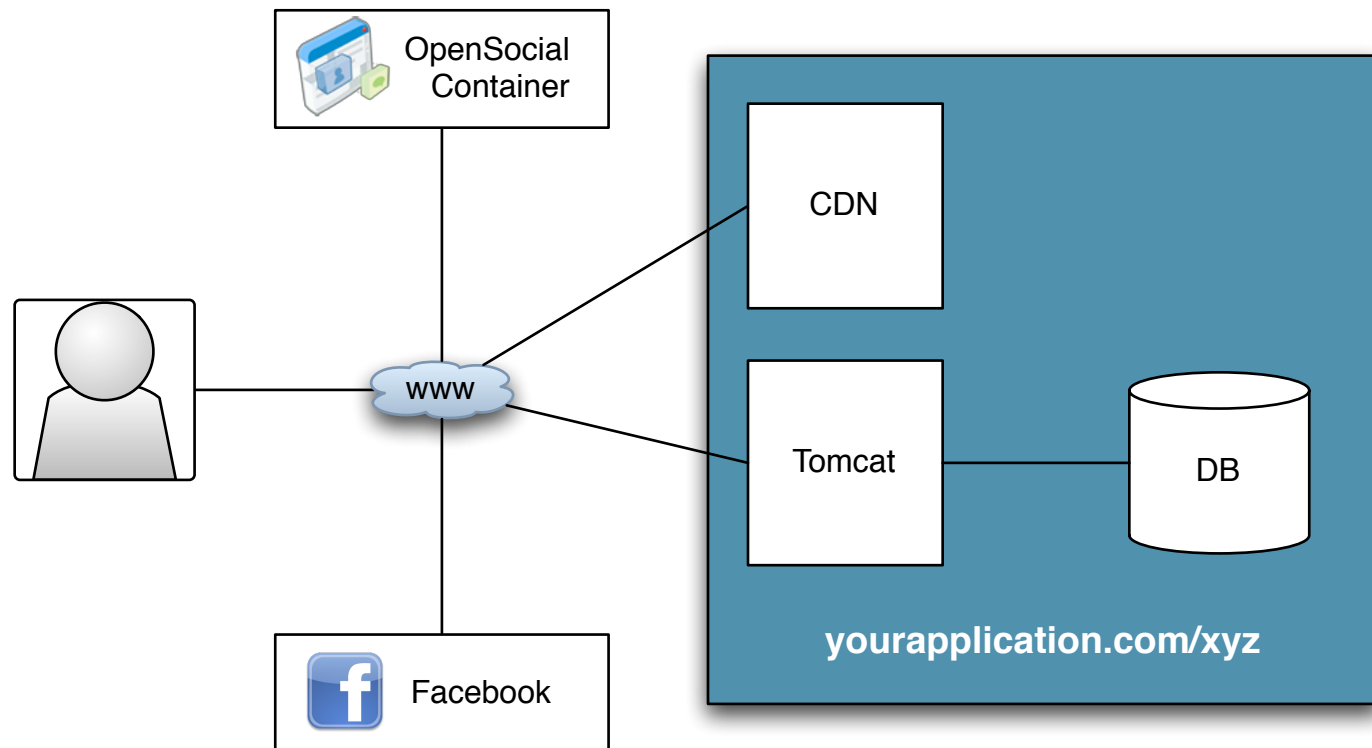 OpenSocial
Container
CDN
www
Tomcat
DB
yourapplication.com/xyz
f
Facebook